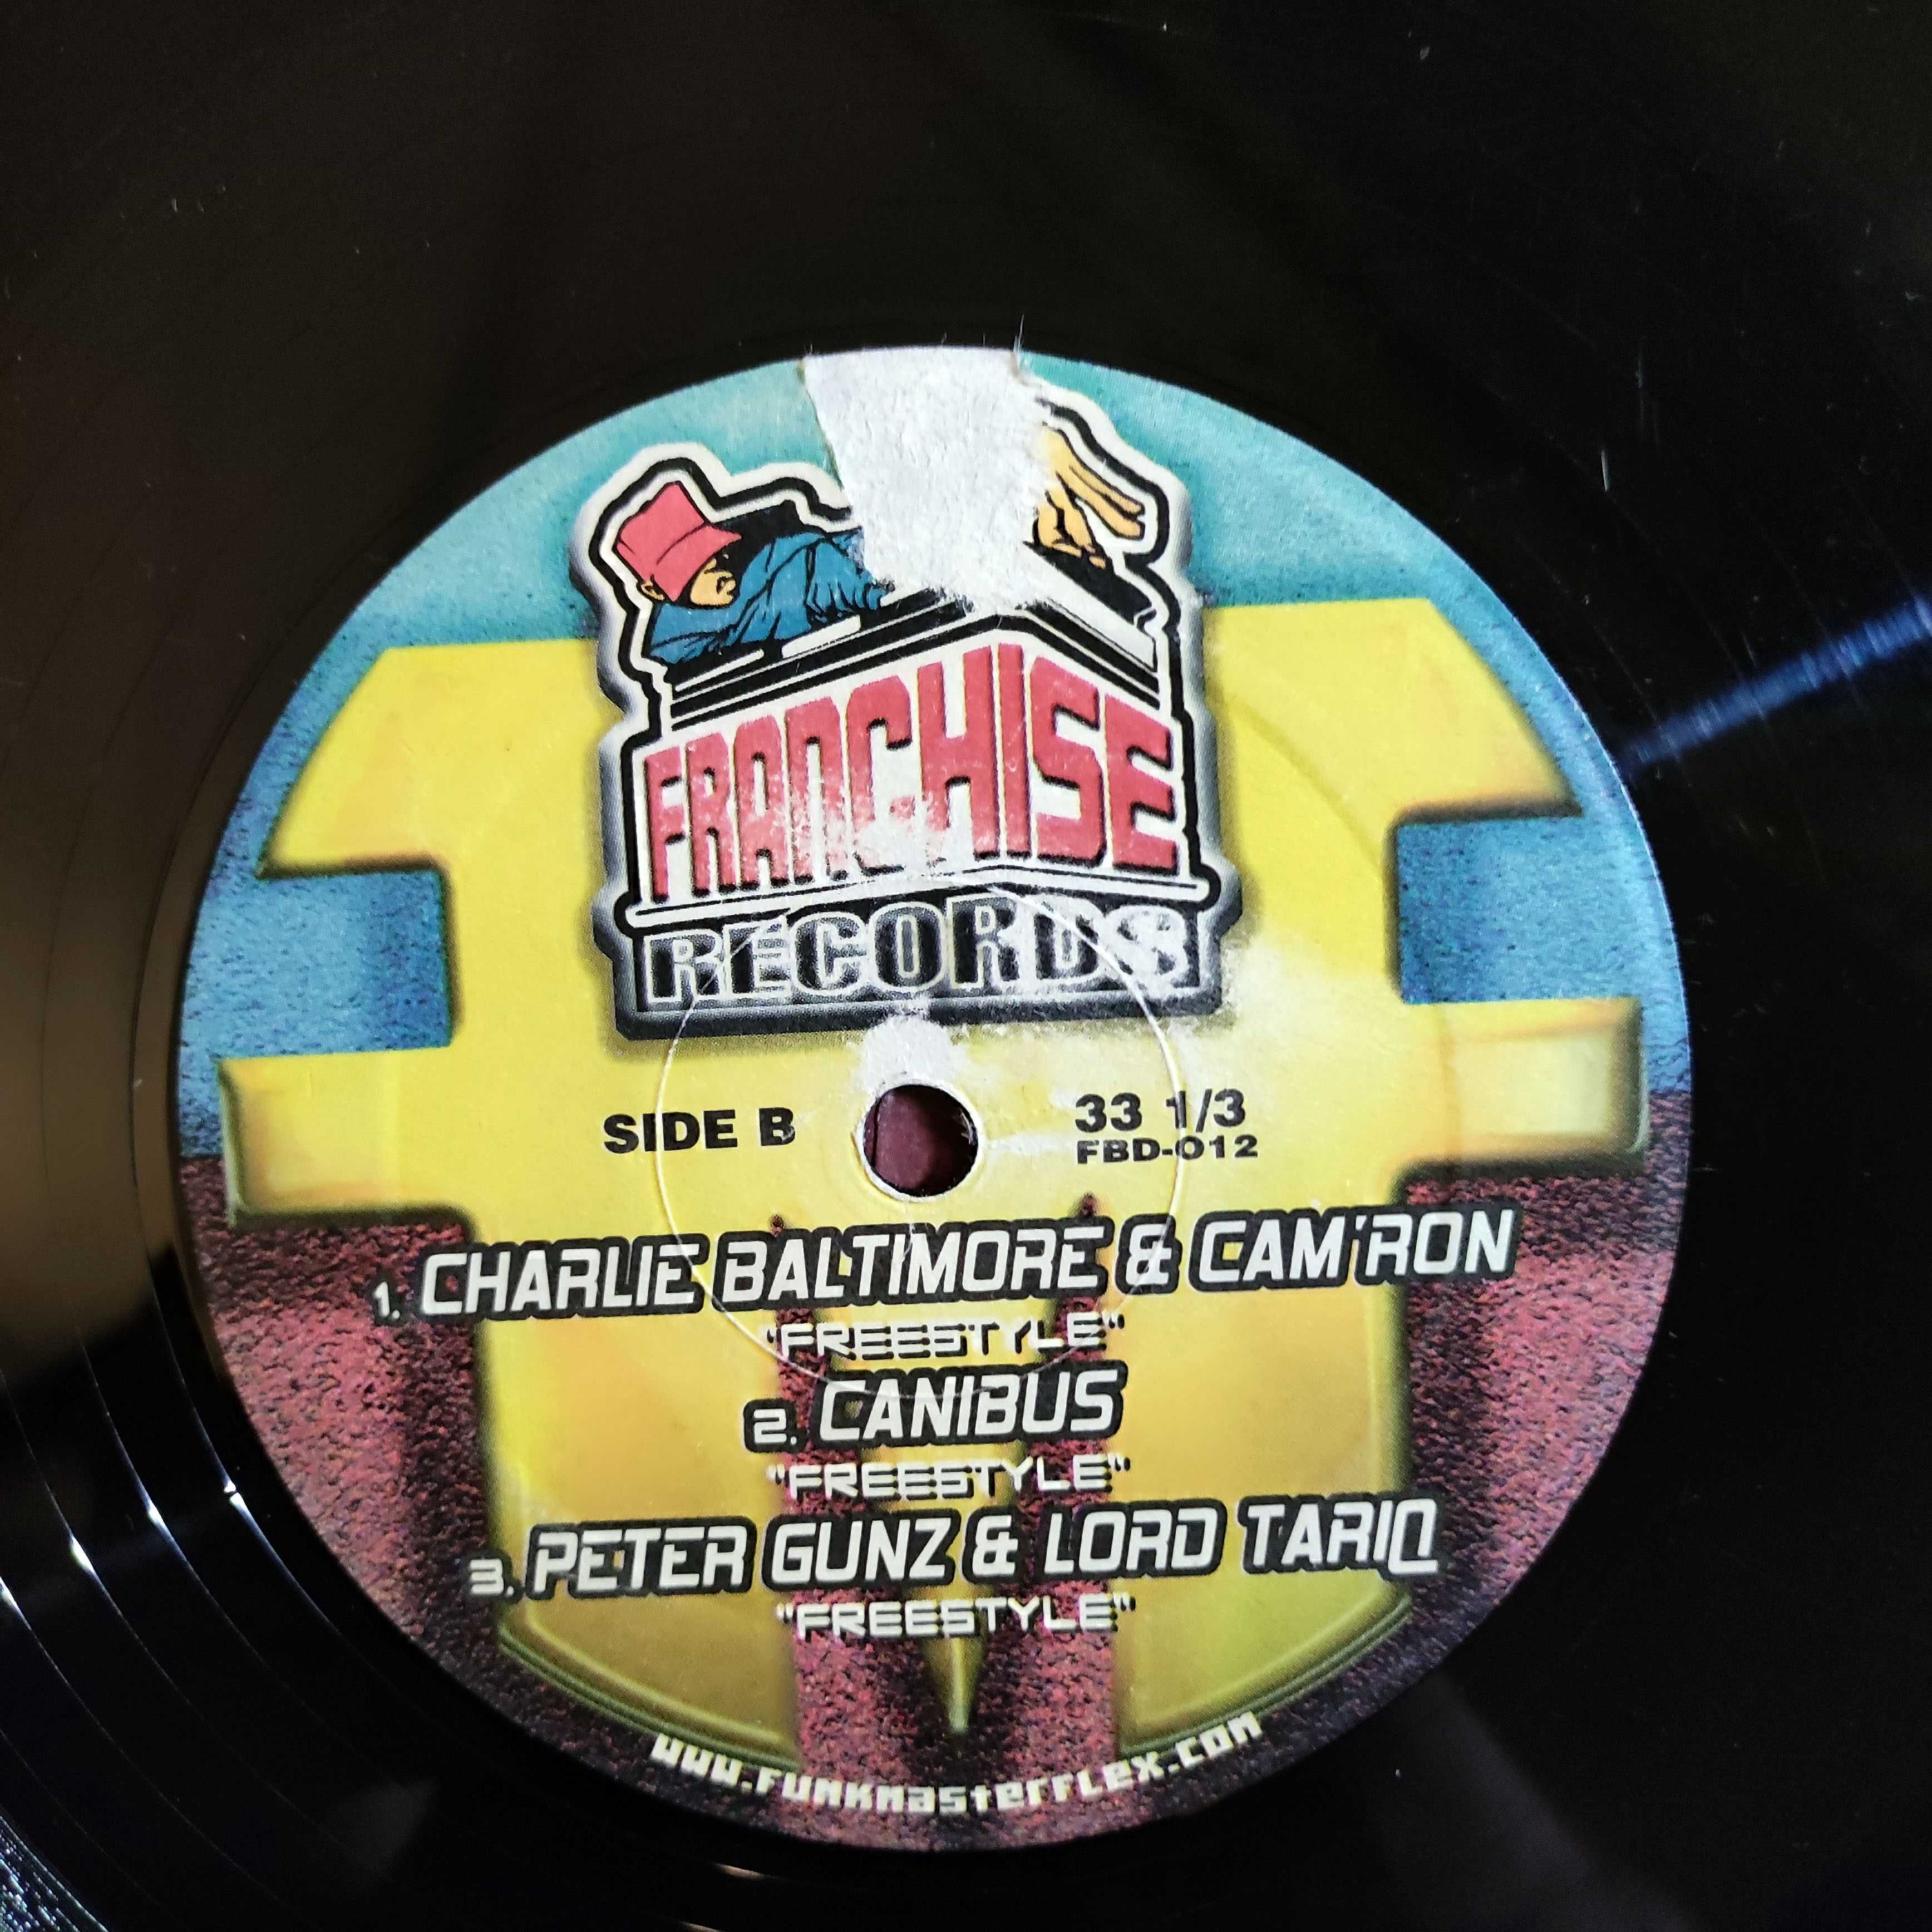 FRANCHISE
RECORDS
SIDE B
33 1/3
FBD-012
1. CHARLIE BALTIMORE & CAM'RON
"FREESTYLE"
2. CANIBUS
"FREESTYLE"
3. PETER GUNZ & LORD TARIQ
"FREESTYLE"
www.FUNKMASTERFLEX.COM